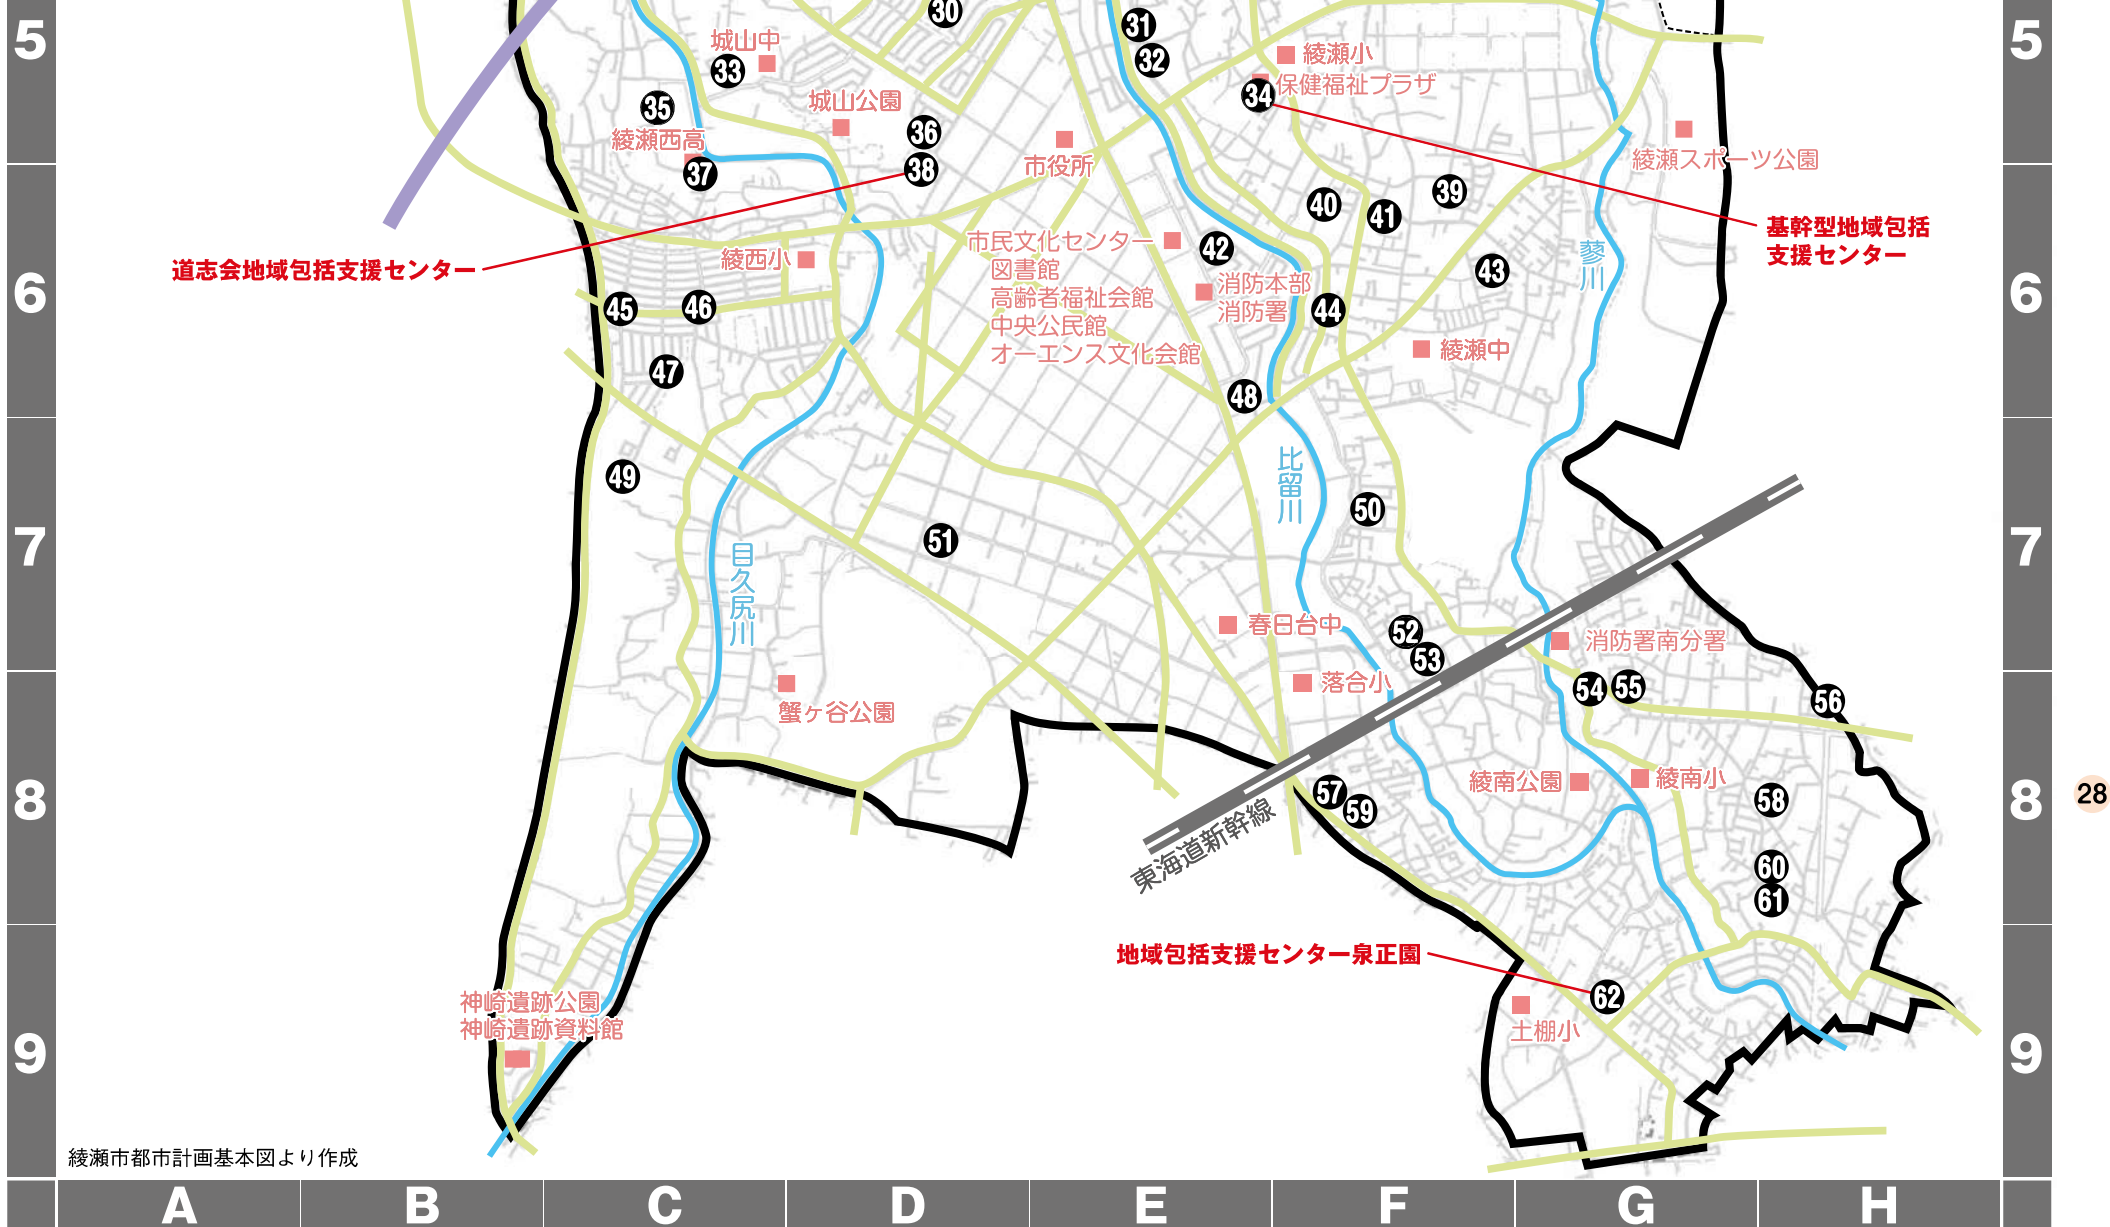 5
5
30
31
32
城山中
33
綾瀬小
保健福祉プラザ
34
35
城山公園
36
綾瀬西高
37
38
市役所
綾瀬スポーツ公園
39
40
41
基幹型地域包括
支援センター
道志会地域包括支援センター
綾西小
市民文化センター
図書館
高齢者福祉会館
中央公民館
オーエンス文化会館
42
消防本部
消防署
43
蓼川
6
6
44
45
46
47
綾瀬中
48
49
比留川
50
51
7
7
目久尻川
春日台中
52
53
消防署南分署
落合小
54
55
56
蟹ヶ谷公園
綾南公園
綾南小
57
58
59
8
8
28
東海道新幹線
60
61
地域包括支援センター泉正園
62
神崎遺跡公園
神崎遺跡資料館
土棚小
9
9
綾瀬市都市計画基本図より作成
A
B
C
D
E
F
G
H